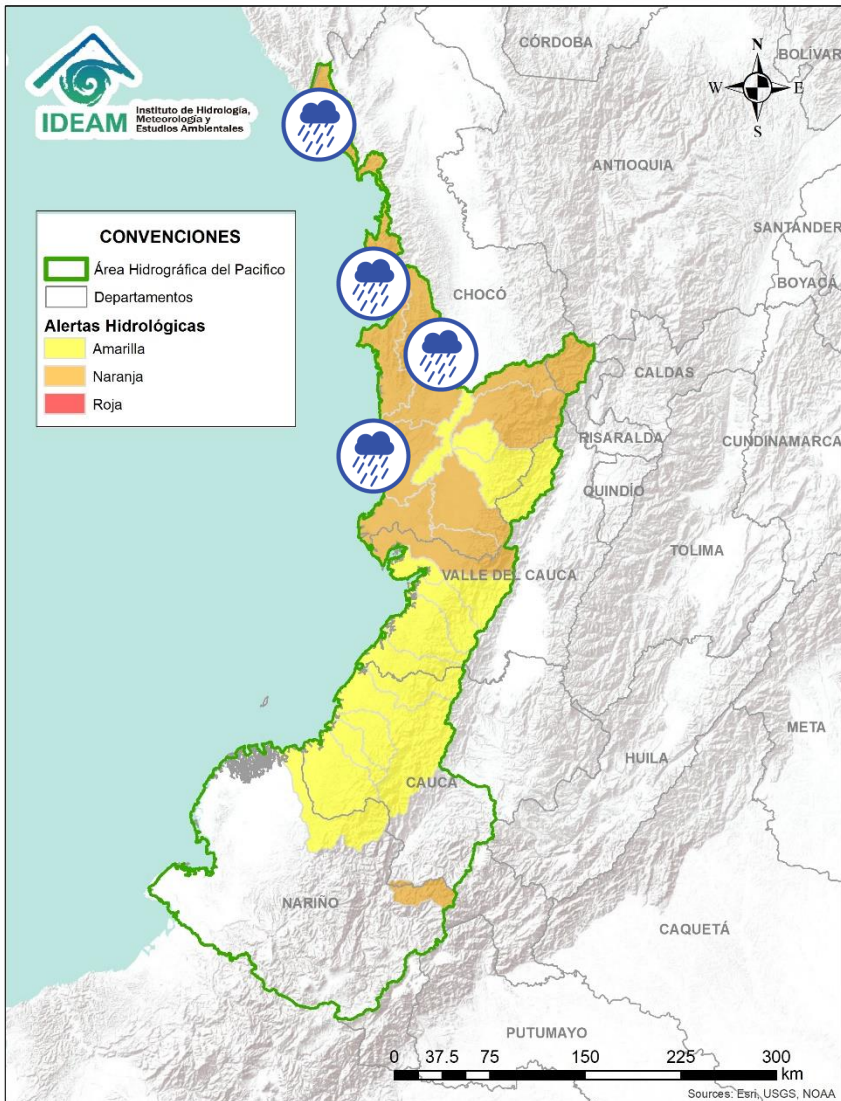 IDEAM
Instituto de Hidrología,
Meteorología y
Estudios Ambientales
CÓRDOBA
BOLÍVAR
N
W
E
S
ANTIOQUIA
SANTANDER
BOYACÁ
CONVENCIONES
Área Hidrográfica del Pacifico
Departamentos
Alertas Hidrológicas
Amarilla
Naranja
Roja
CHOCÓ
CALDAS
RISARALDA
CUNDINAMARCA
QUINDÍO
TOLIMA
VALLE DEL CAUCA
META
HUILA
CAUCA
NARIÑO
CAQUETÁ
PUTUMAYO
0 37.5 75 150 225 300
km
Sources: Esri, USGS, NOAA